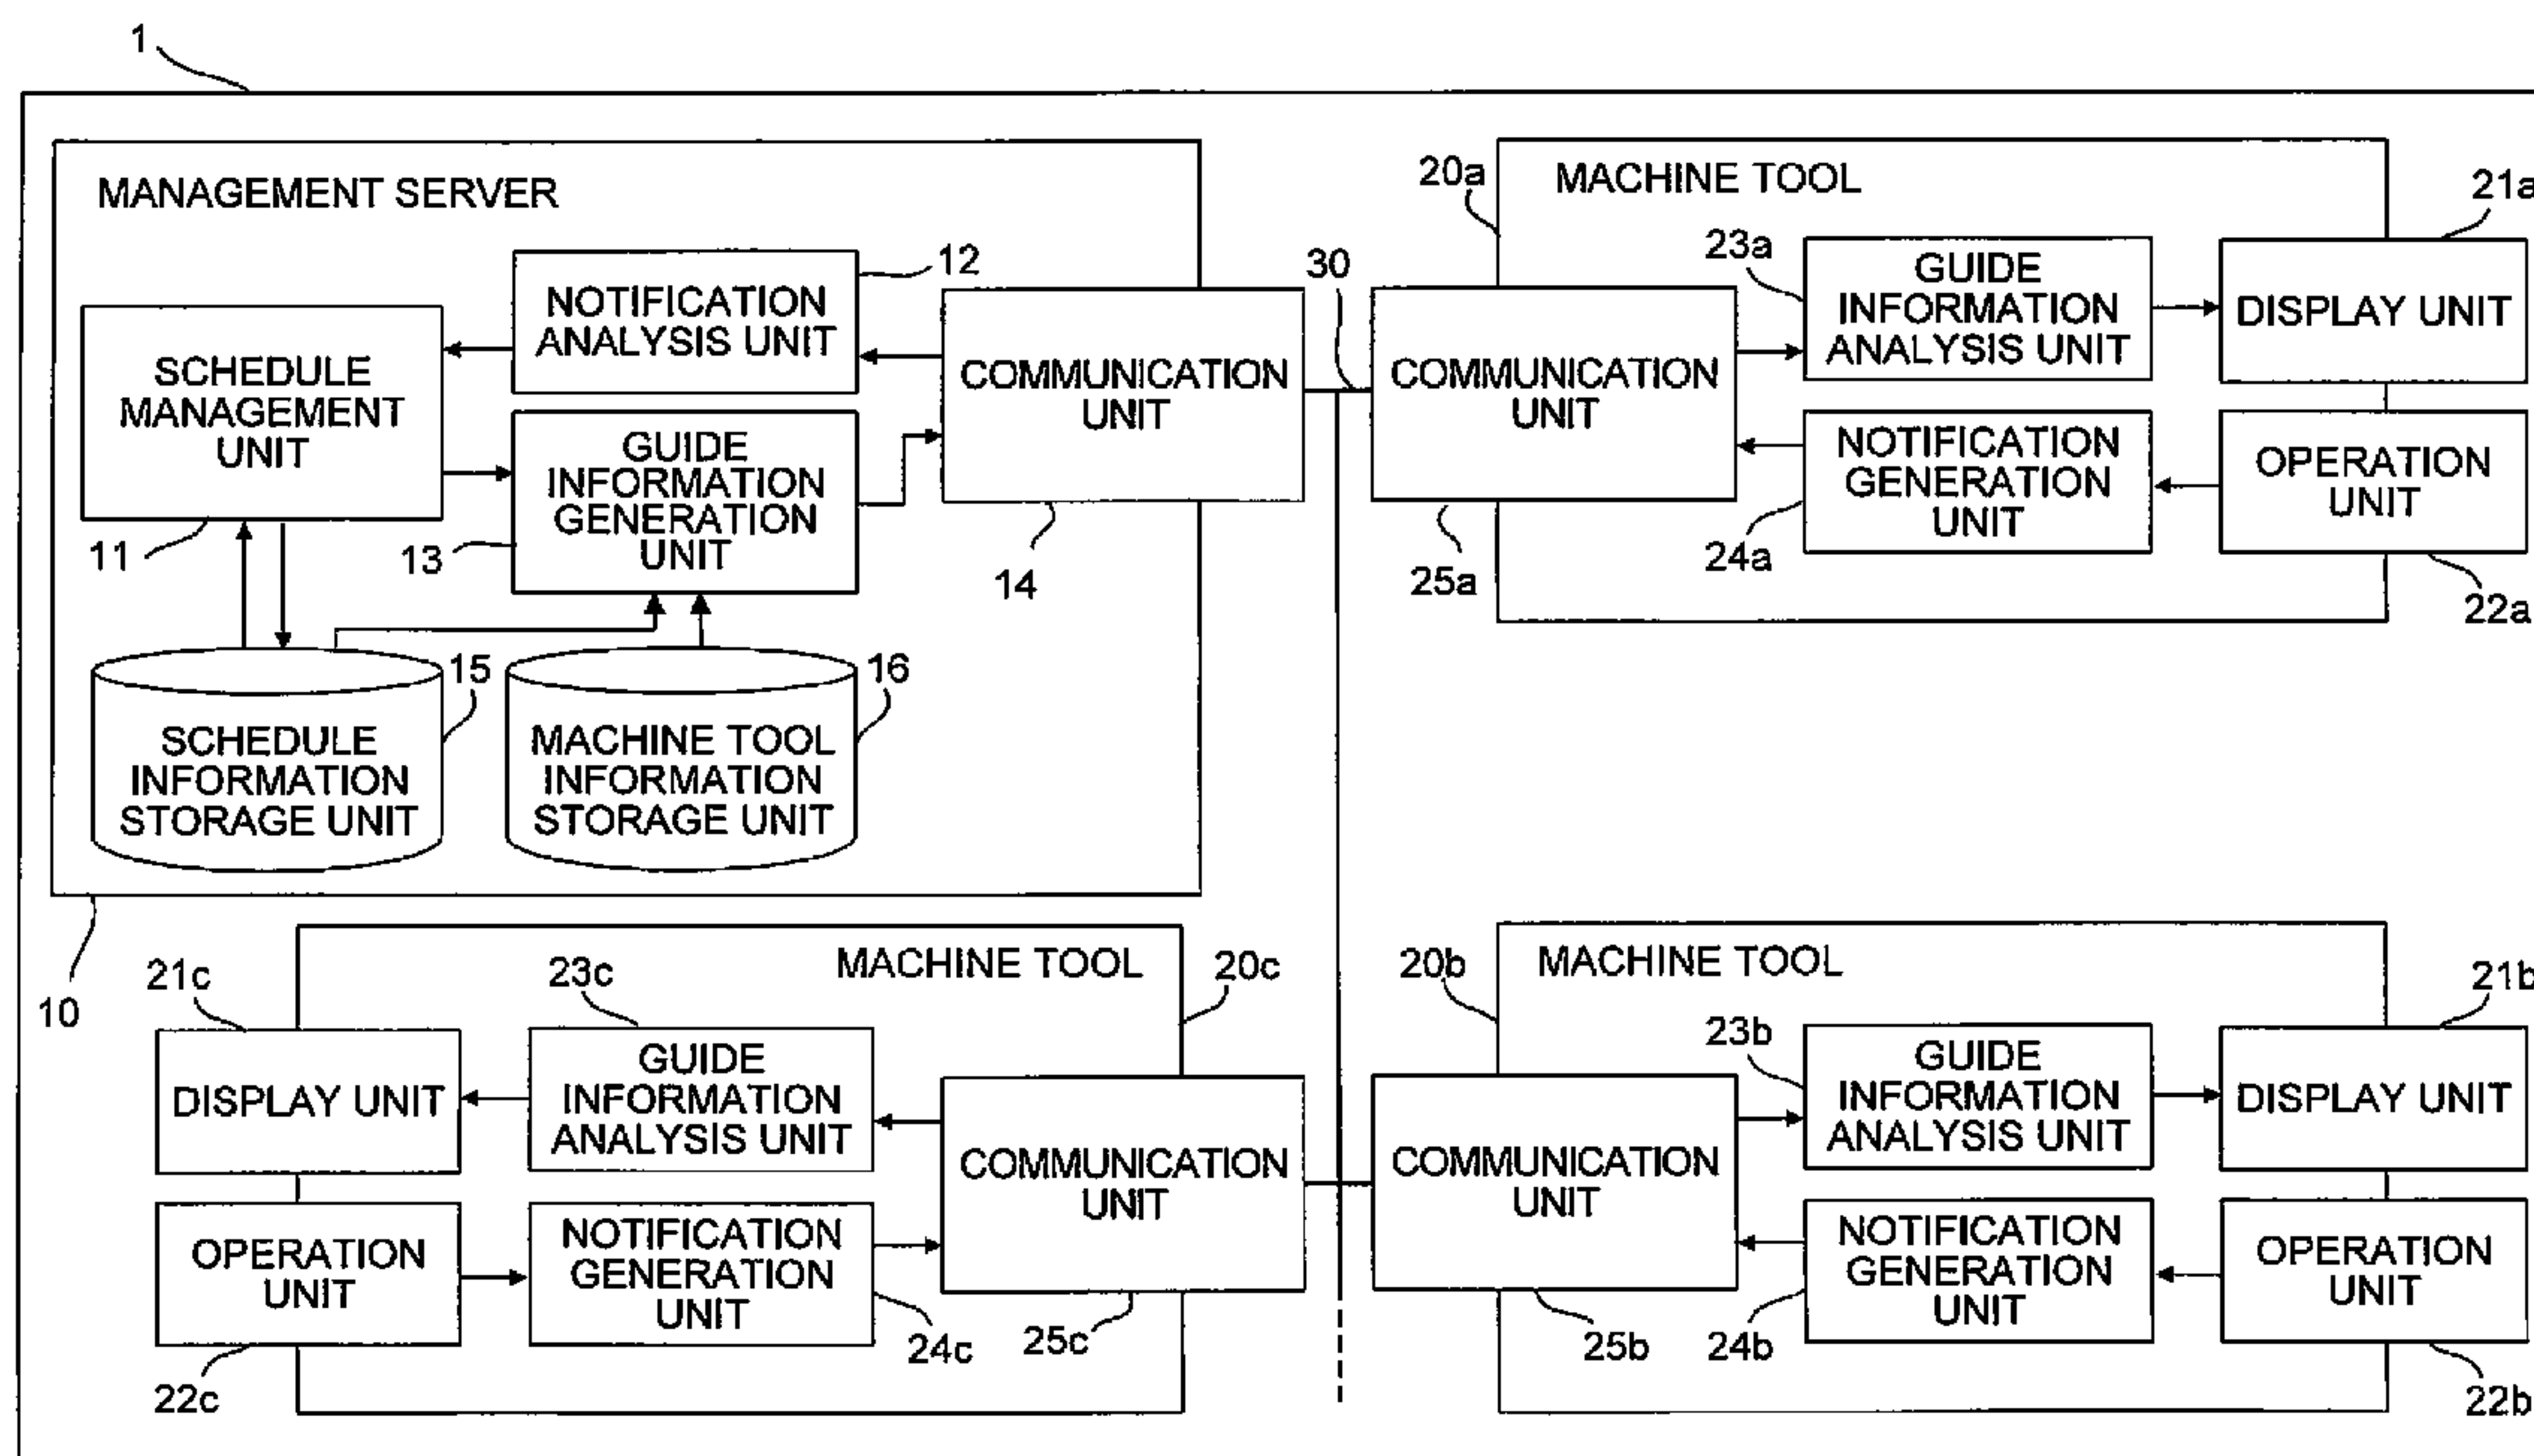 1
MANAGEMENT SERVER
12
NOTIFICATION
ANALYSIS UNIT
SCHEDULE
MANAGEMENT
UNIT
11
GUIDE
INFORMATION
GENERATION
UNIT
13
COMMUNICATION
UNIT
14
15
SCHEDULE
INFORMATION
STORAGE UNIT
16
MACHINE TOOL
INFORMATION
STORAGE UNIT
10
30
20a
MACHINE TOOL
21a
23a
GUIDE
INFORMATION
ANALYSIS UNIT
DISPLAY UNIT
COMMUNICATION
UNIT
25a
NOTIFICATION
GENERATION
UNIT
24a
OPERATION
UNIT
22a
MACHINE TOOL
20c
21c
23c
DISPLAY UNIT
GUIDE
INFORMATION
ANALYSIS UNIT
COMMUNICATION
UNIT
OPERATION
UNIT
NOTIFICATION
GENERATION
UNIT
22c
24c
25c
20b
MACHINE TOOL
21b
23b
GUIDE
INFORMATION
ANALYSIS UNIT
DISPLAY UNIT
COMMUNICATION
UNIT
NOTIFICATION
GENERATION
UNIT
OPERATION
UNIT
25b
24b
22b